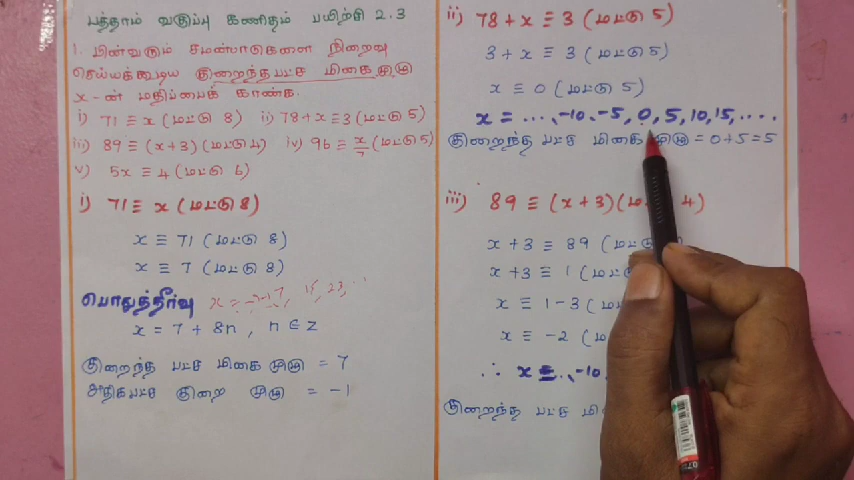 பத்தாம் வகுப்பு கணிதம் பயிற்சி 2.3
1. பின்வரும் சமன்பாடுகளை நிறைவு
செய்யக்கூடிய குறைந்தபட்ச மிகை முழு
x-ன் மதிப்பைக் காண்க.
i) 71 ≡ x (மட்டு 8) ii) 78 + x ≡ 3 (மட்டு 5)
iii) 89 ≡ (x+3) (மட்டு 4) iv) 96 ≡ x/7 (மட்டு 5)
v) 5x ≡ 4 (மட்டு 6)
i) 71 ≡ x (மட்டு 8)
x ≡ 71 (மட்டு 8)
x ≡ 7 (மட்டு 8)
பொதுத்தீர்வு
x = 7 + 8n, n ∈ z
குறைந்த பட்ச மிகை முழு = 7
அதிகபட்ச குறை முழு = -1
ii) 78 + x ≡ 3 (மட்டு 5)
3 + x ≡ 3 (மட்டு 5)
x ≡ 0 (மட்டு 5)
x = ..., -10, -5, 0, 5, 10, 15, ....
குறைந்த பட்ச மிகை முழு = 0+5 = 5
iii) 89 ≡ (x+3) 4)
x+3 ≡ 89 (மட்டு
x+3 ≡ 1 (மட்டு
x ≡ 1-3
x ≡ -2
∴ x = .., -10,
குறைந்த பட்ச